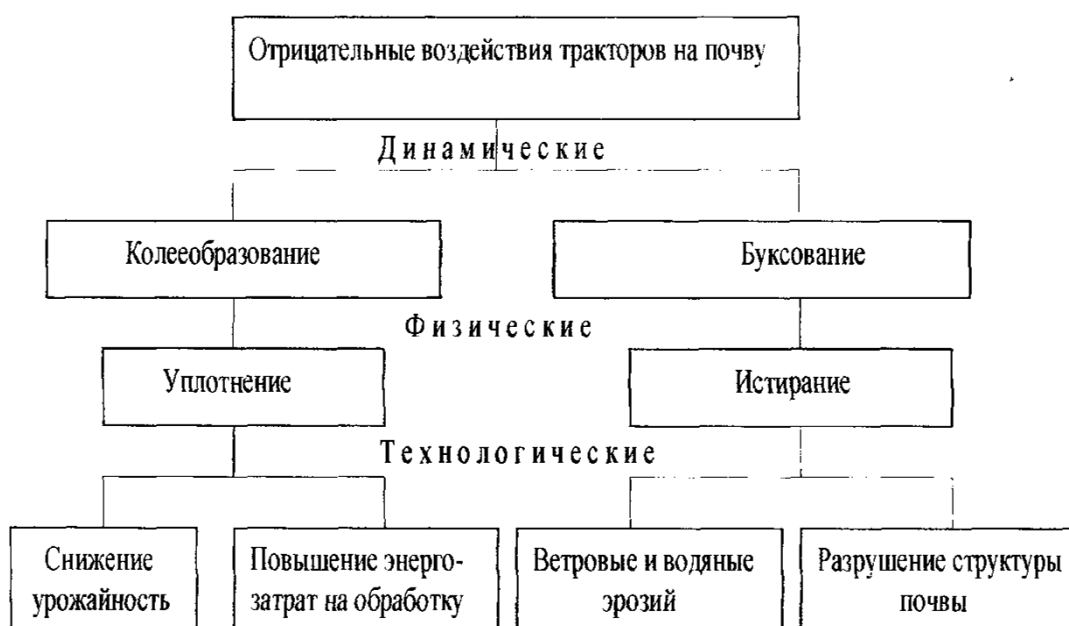 Отрицательные воздействия тракторов на почву
Динамические
Колееобразование
Буксование
Физические
Уплотнение
Истирание
Технологические
Снижение
урожайность
Повышение энерго-
затрат на обработку
Ветровые и водяные
эрозий
Разрушение структуры
почвы